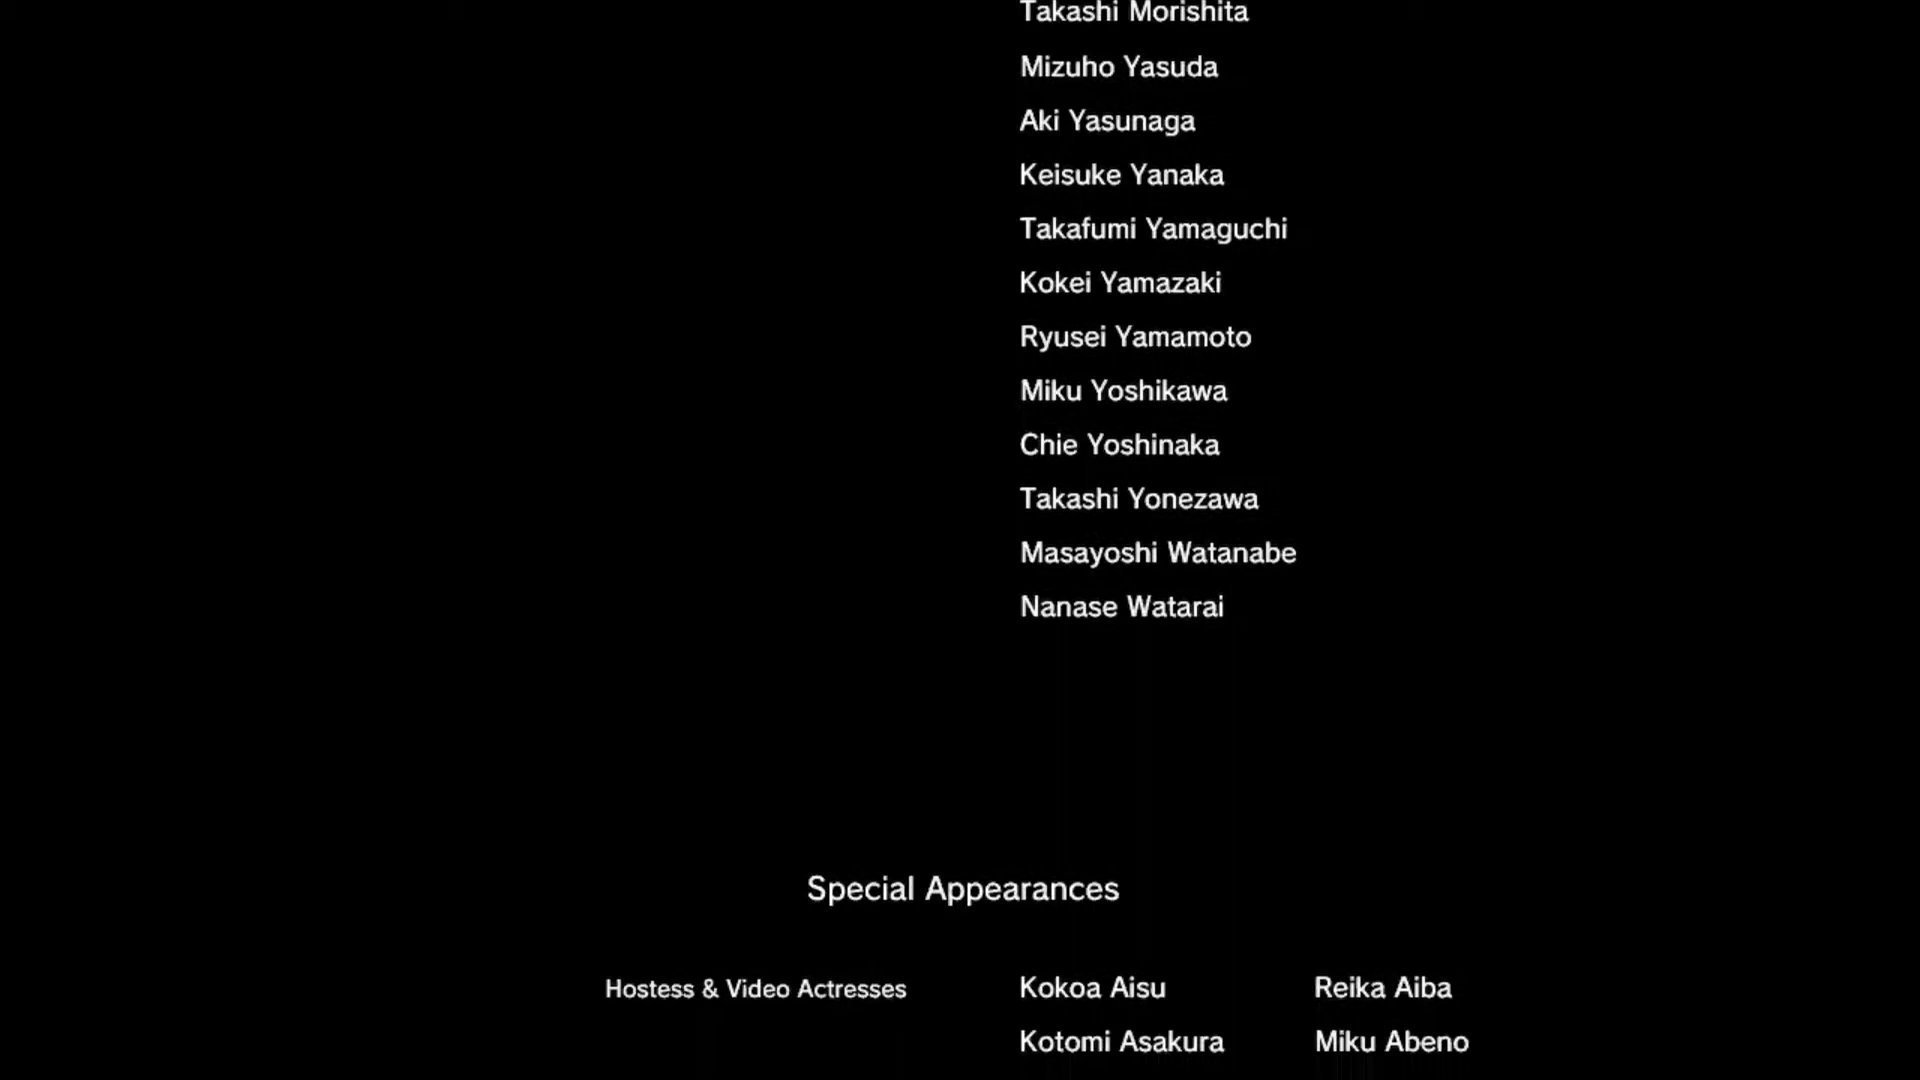 Takashi Morishita
Mizuho Yasuda
Aki Yasunaga
Keisuke Yanaka
Takafumi Yamaguchi
Kokei Yamazaki
Ryusei Yamamoto
Miku Yoshikawa
Chie Yoshinaka
Takashi Yonezawa
Masayoshi Watanabe
Nanase Watarai
Special Appearances
Hostess & Video Actresses Kokoa Aisu Reika Aiba
Kotomi Asakura Miku Abeno